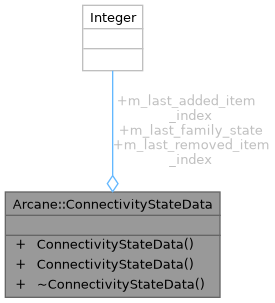 Integer
+m_last_added_item
_index
+m_last_family_state
+m_last_removed_item
_index
Arcane::ConnectivityStateData
+ ConnectivityStateData()
+ ConnectivityStateData()
+ ~ConnectivityStateData()